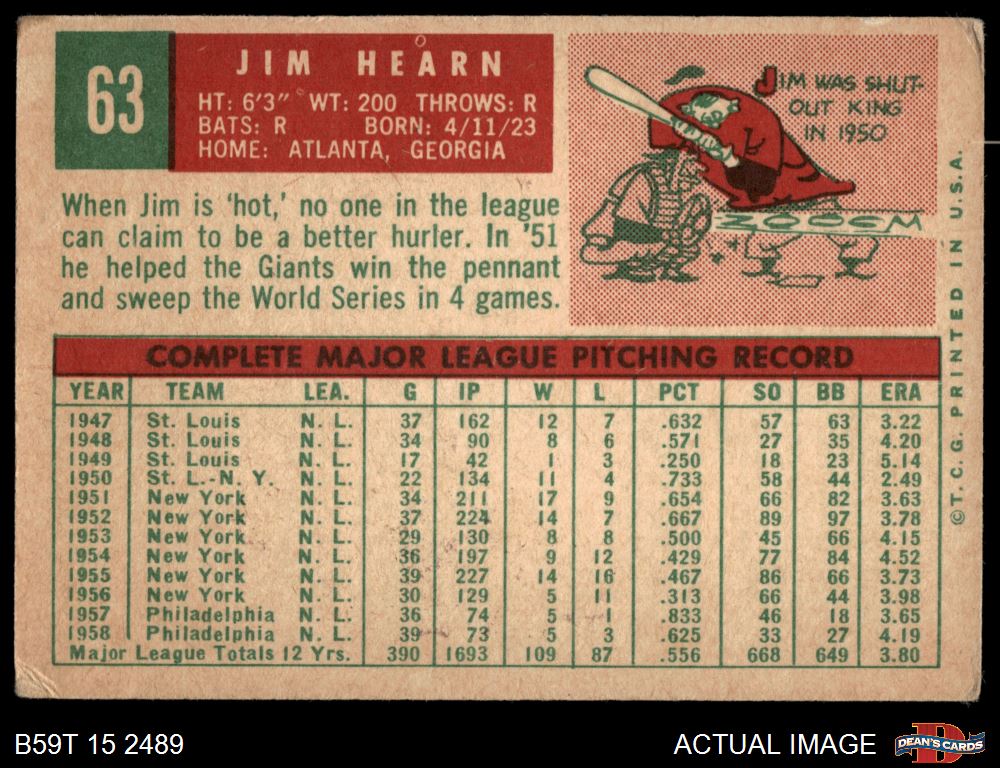 63
JIM HEARN
HT: 6'3" WT: 200 THROWS: R
BATS: R BORN: 4/11/23
HOME: ATLANTA, GEORGIA
JIM WAS SHUT-
OUT KING
IN 1950
ZOOOM
When Jim is 'hot,' no one in the league
can claim to be a better hurler. In '51
he helped the Giants win the pennant
and sweep the World Series in 4 games.
COMPLETE MAJOR LEAGUE PITCHING RECORD
YEAR TEAM LEA. G IP W L PCT SO BB ERA
1947 St. Louis N. L. 37 162 12 7 .632 57 63 3.22
1948 St. Louis N. L. 34 90 8 6 .571 27 35 4.20
1949 St. Louis N. L. 17 42 1 3 .250 18 23 5.14
1950 St. L.-N. Y. N. L. 22 134 11 4 .733 58 44 2.49
1951 New York N. L. 34 211 17 9 .654 66 82 3.63
1952 New York N. L. 37 224 14 7 .667 89 97 3.78
1953 New York N. L. 29 130 8 8 .500 45 66 4.15
1954 New York N. L. 36 197 9 12 .429 77 84 4.52
1955 New York N. L. 39 227 14 16 .467 86 66 3.73
1956 New York N. L. 30 129 5 11 .313 66 44 3.98
1957 Philadelphia N. L. 36 74 5 1 .833 46 18 3.65
1958 Philadelphia N. L. 39 73 5 3 .625 33 27 4.19
Major League Totals 12 Yrs. 390 1693 109 87 .556 668 649 3.80
©T.C.G. PRINTED IN U.S.A.
B59T 15 2489
ACTUAL IMAGE
D
DEAN'S CARDS